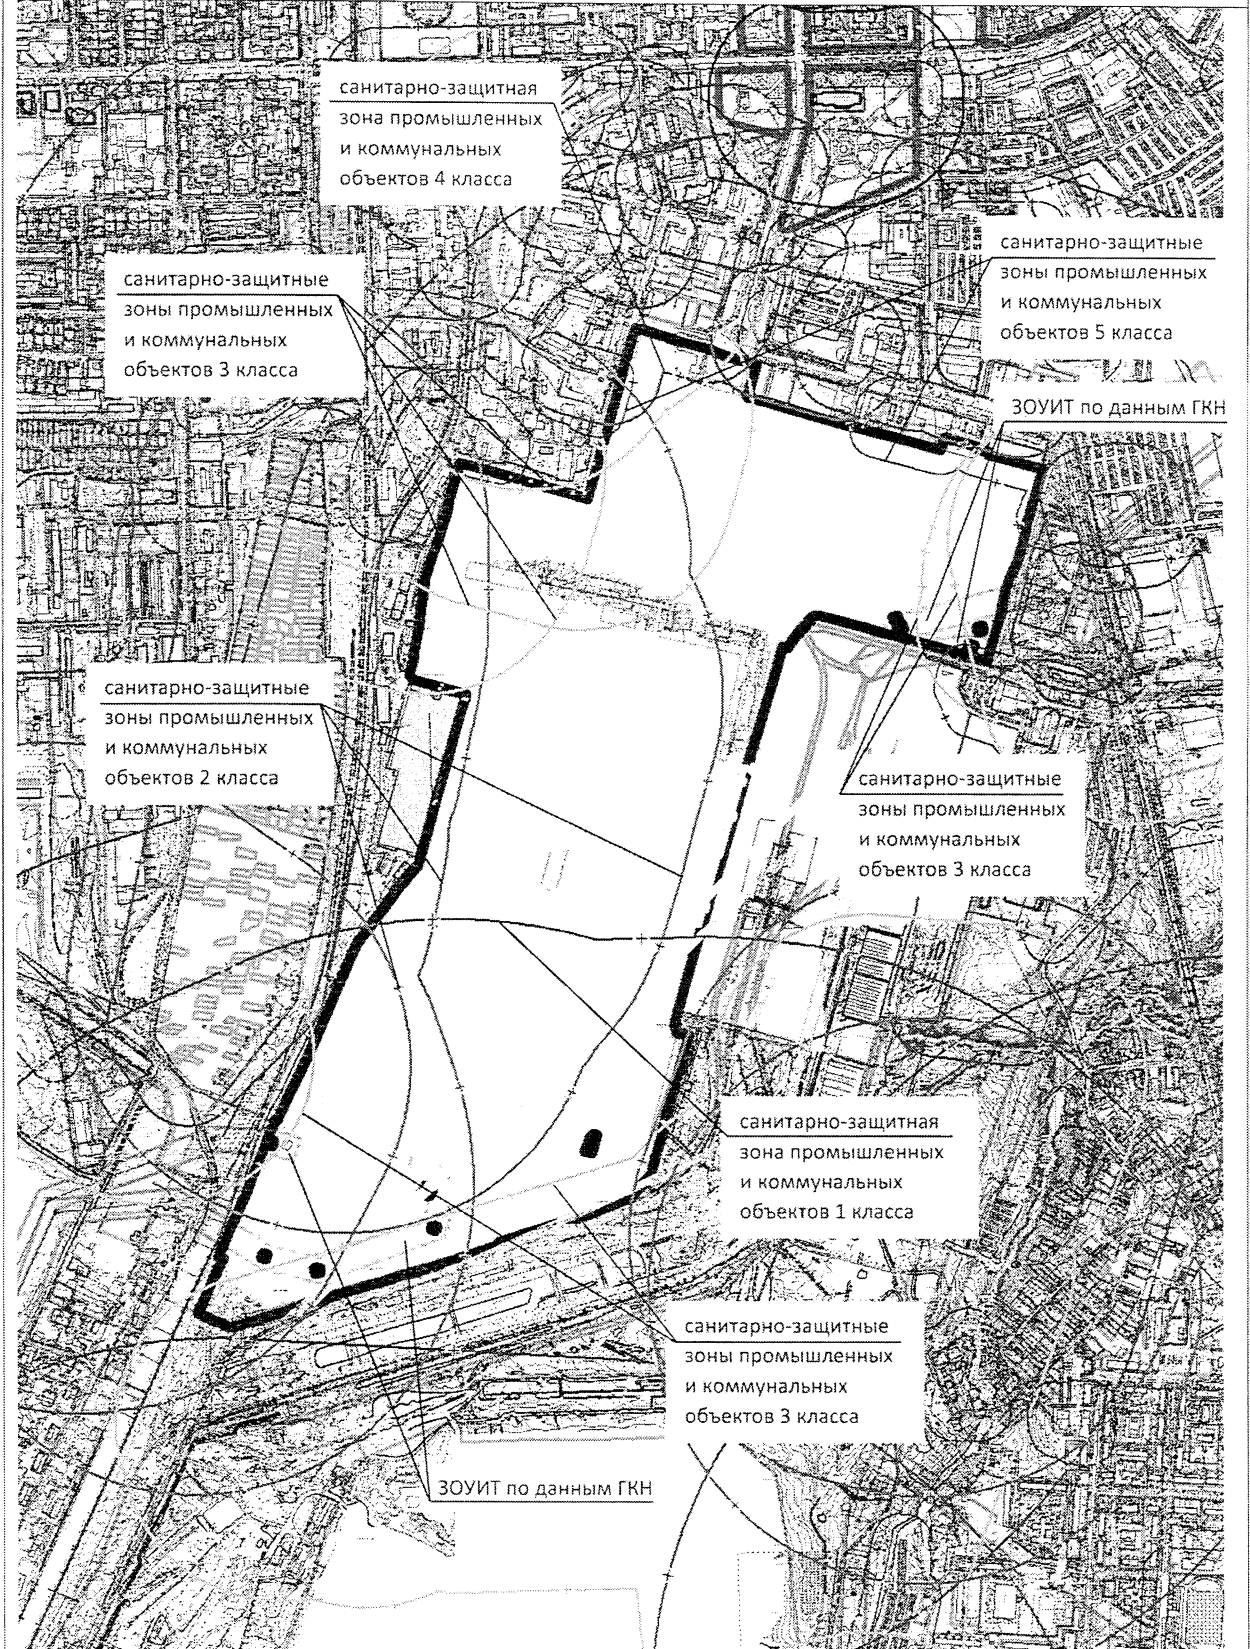 санитарно-защитная
зона промышленных
и коммунальных
объектов 4 класса
санитарно-защитные
зоны промышленных
и коммунальных
объектов 5 класса
санитарно-защитные
зоны промышленных
и коммунальных
объектов 3 класса
ЗОУИТ по данным ГКН
санитарно-защитные
зоны промышленных
и коммунальных
объектов 2 класса
санитарно-защитные
зоны промышленных
и коммунальных
объектов 3 класса
санитарно-защитная
зона промышленных
и коммунальных
объектов 1 класса
санитарно-защитные
зоны промышленных
и коммунальных
объектов 3 класса
ЗОУИТ по данным ГКН